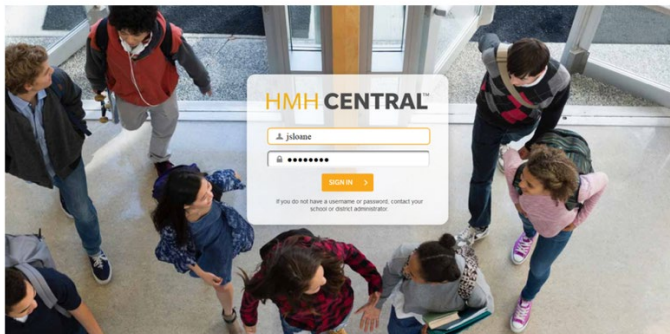 HMH CENTRAL™
jsloane
••••••••
SIGN IN >
If you do not have a username or password, contact your
school or district administrator.